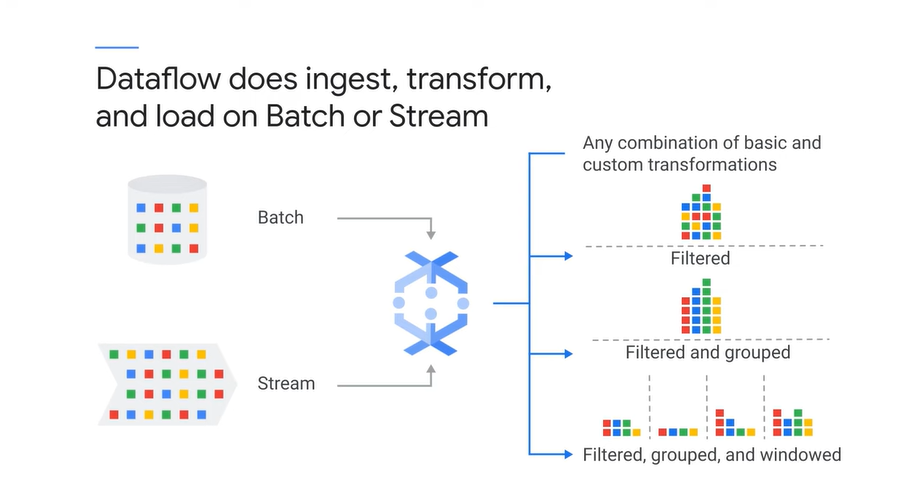 Dataflow does ingest, transform,
and load on Batch or Stream
Batch
Stream
Any combination of basic and
custom transformations
Filtered
Filtered and grouped
Filtered, grouped, and windowed